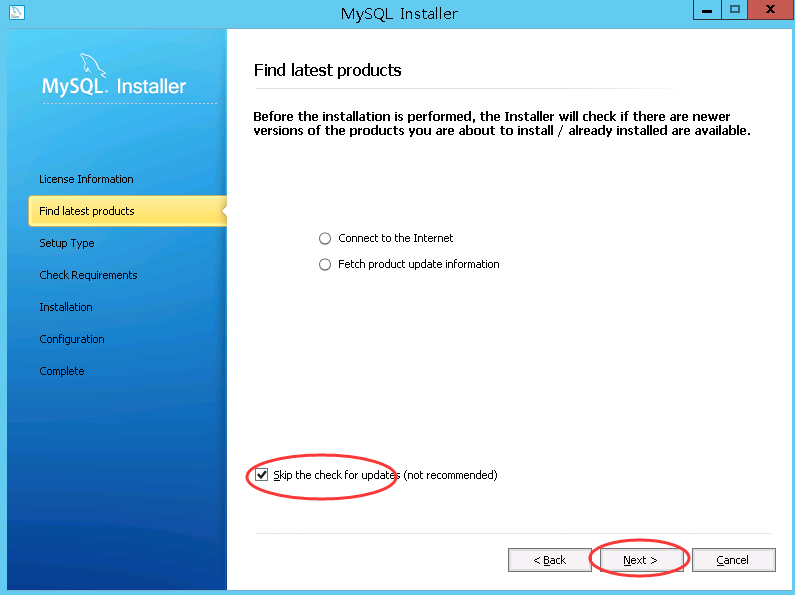 MySQL Installer
MySQL. Installer
License Information
Find latest products
Setup Type
Check Requirements
Installation
Configuration
Complete
Find latest products
Before the installation is performed, the Installer will check if there are newer
versions of the products you are about to install / already installed are available.
Connect to the Internet
Fetch product update information
Skip the check for updates (not recommended)
< Back
Next >
Cancel